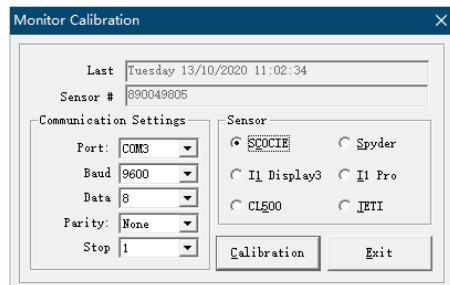 Monitor Calibration
Last Tuesday 13/10/2020 11:02:34
Sensor # 890049805
Communication Settings
Port: COM3
Baud 9600
Data 8
Parity: None
Stop 1
Sensor
SCOCIE Spyder
I1 Display3 I1 Pro
CL500 JETI
Calibration Exit